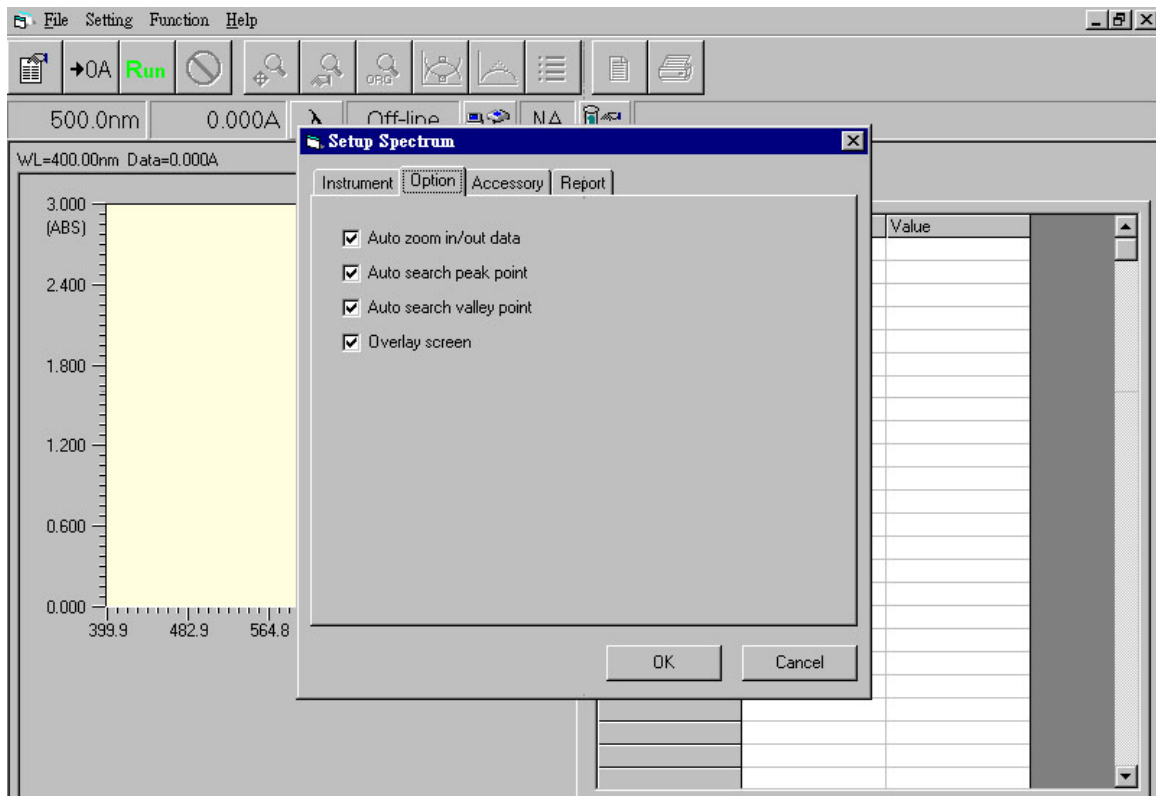 File Setting Function Help
→0A Run ORG
500.0nm 0.000A λ Off-line NA
WL=400.00nm Data=0.000A
Setup Spectrum
Instrument Option Accessory Report
Auto zoom in/out data
Auto search peak point
Auto search valley point
Overlay screen
OK Cancel
3.000
(ABS)
2.400
1.800
1.200
0.600
0.000
399.9 482.9 564.8
Value